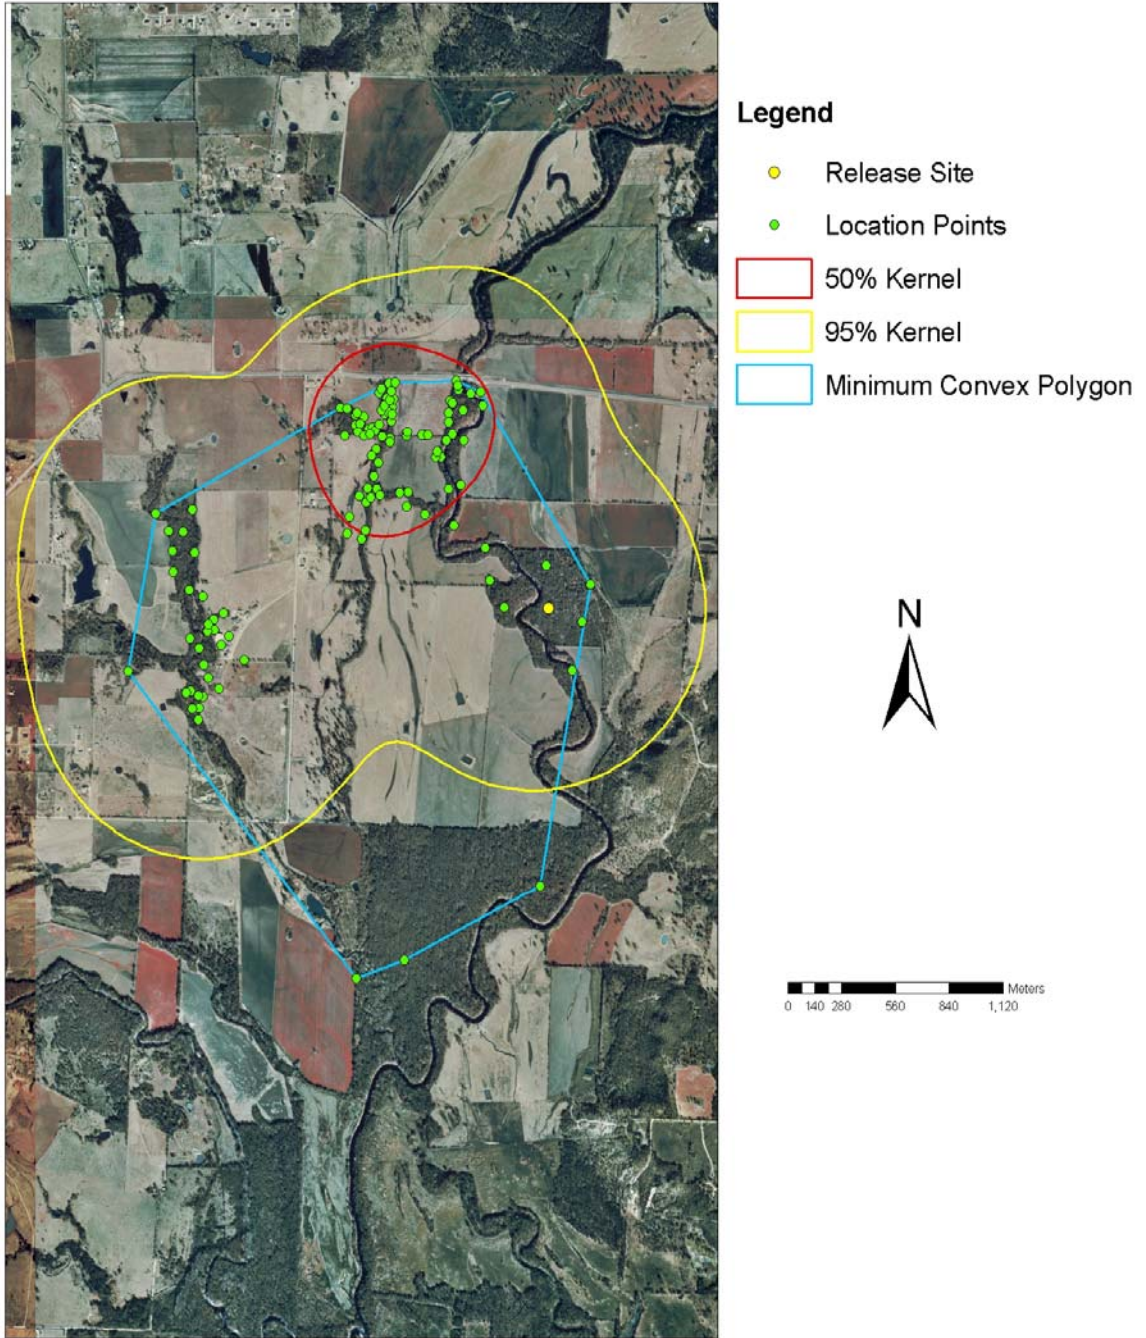 Legend
Release Site
Location Points
50% Kernel
95% Kernel
Minimum Convex Polygon
N
Meters
0 140 280 560 840 1,120